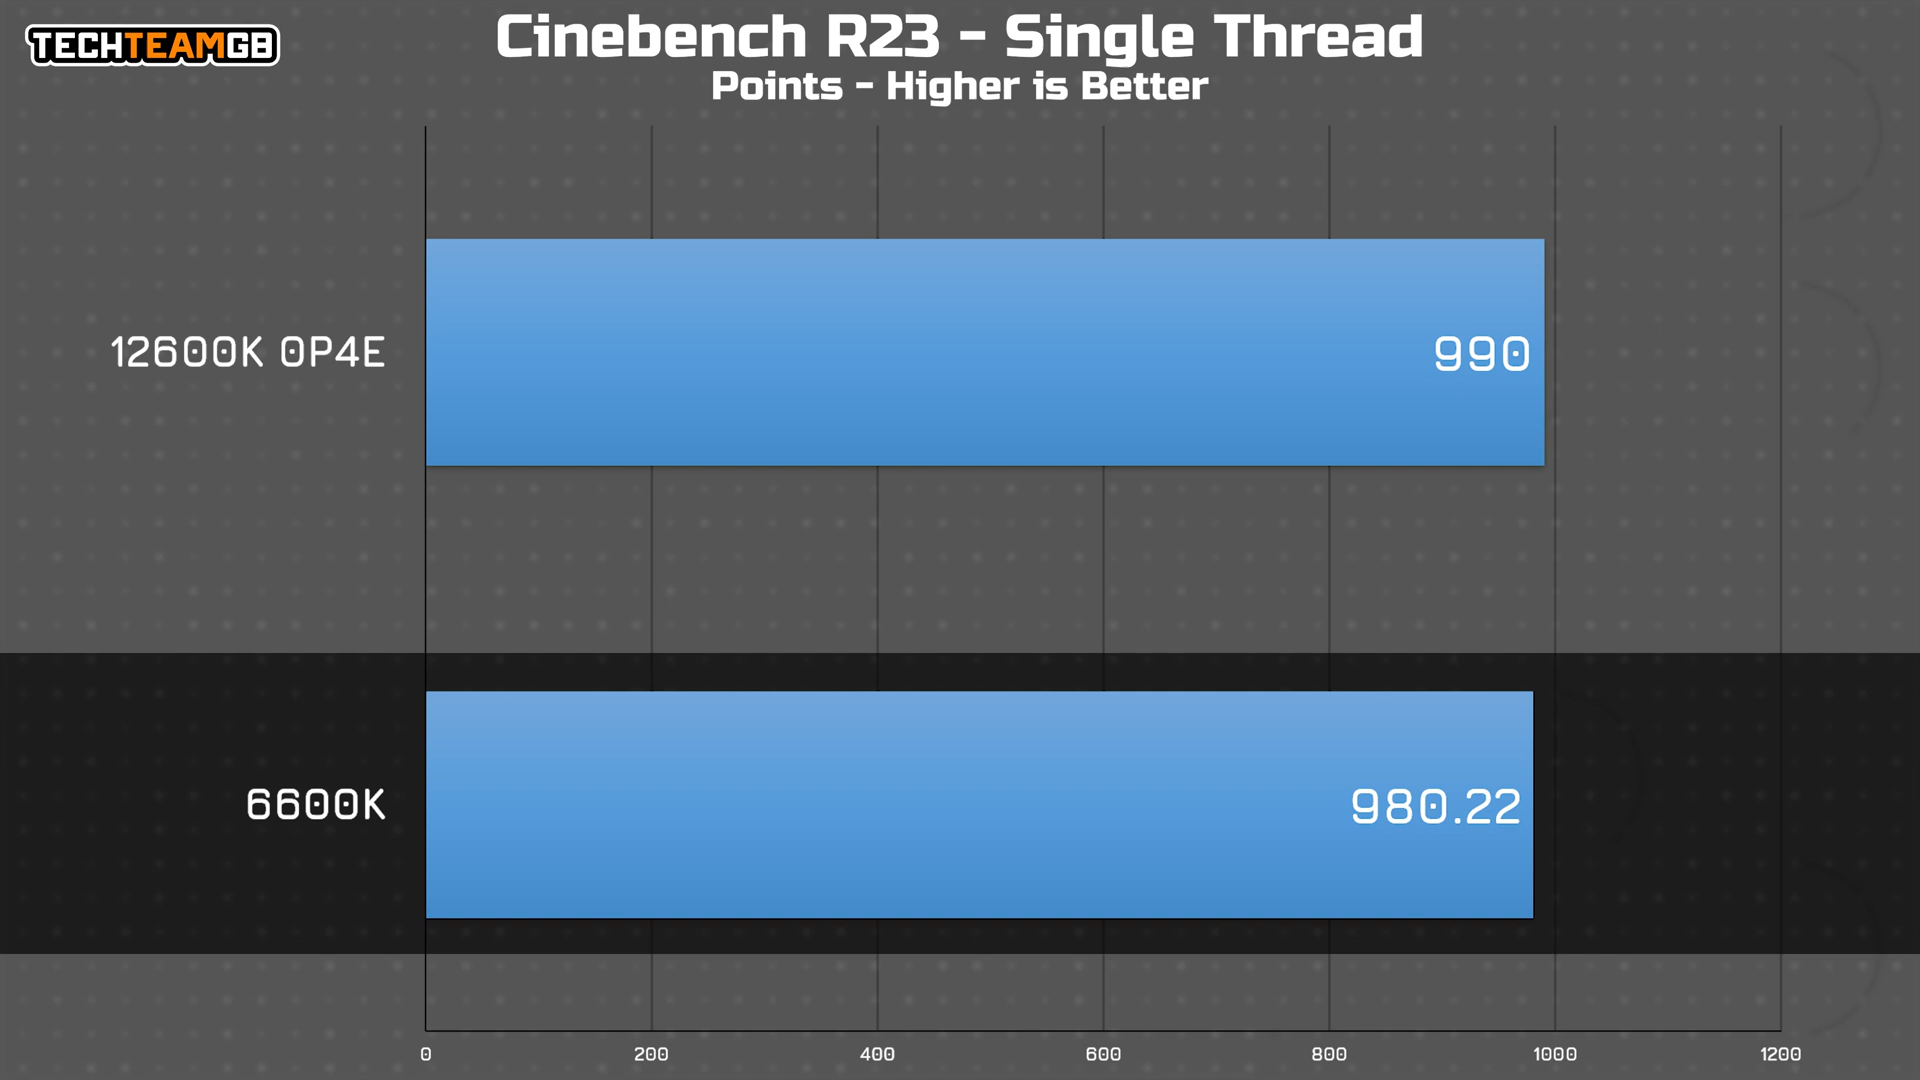 TECHTEAMGB
Cinebench R23 - Single Thread
Points - Higher is Better
12600K 0P4E
990
6600K
980.22
0 200 400 600 800 1000 1200